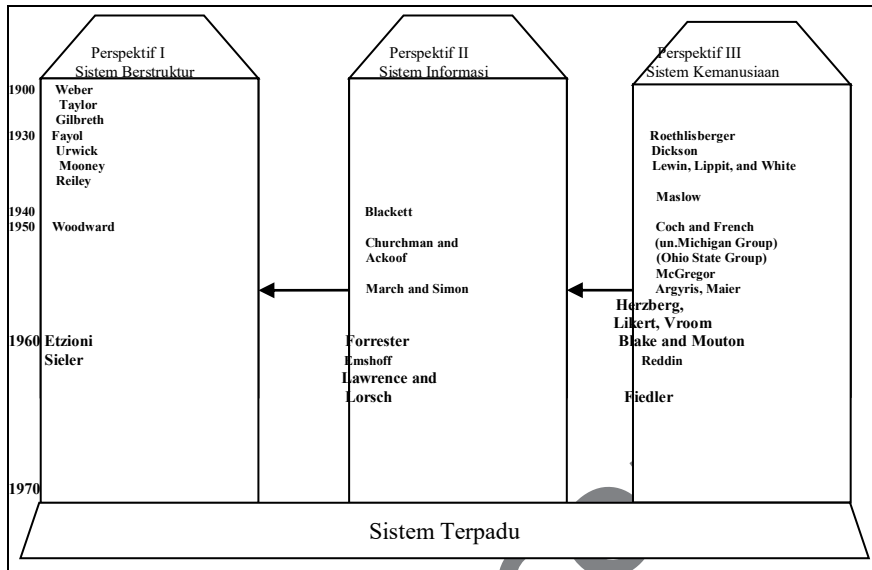 Perspektif I
Sistem Berstruktur
1900 Weber
Taylor
Gilbreth
1930 Fayol
Urwick
Mooney
Reiley
1940
1950 Woodward
1960 Etzioni
Sieler
1970
Perspektif II
Sistem Informasi
Blackett
Churchman and
Ackoof
March and Simon
Forrester
Emshoff
Lawrence and
Lorsch
Perspektif III
Sistem Kemanusiaan
Roethlisberger
Dickson
Lewin, Lippit, and White
Maslow
Coch and French
(un.Michigan Group)
(Ohio State Group)
McGregor
Argyris, Maier
Herzberg,
Likert, Vroom
Blake and Mouton
Reddin
Fiedler
Sistem Terpadu